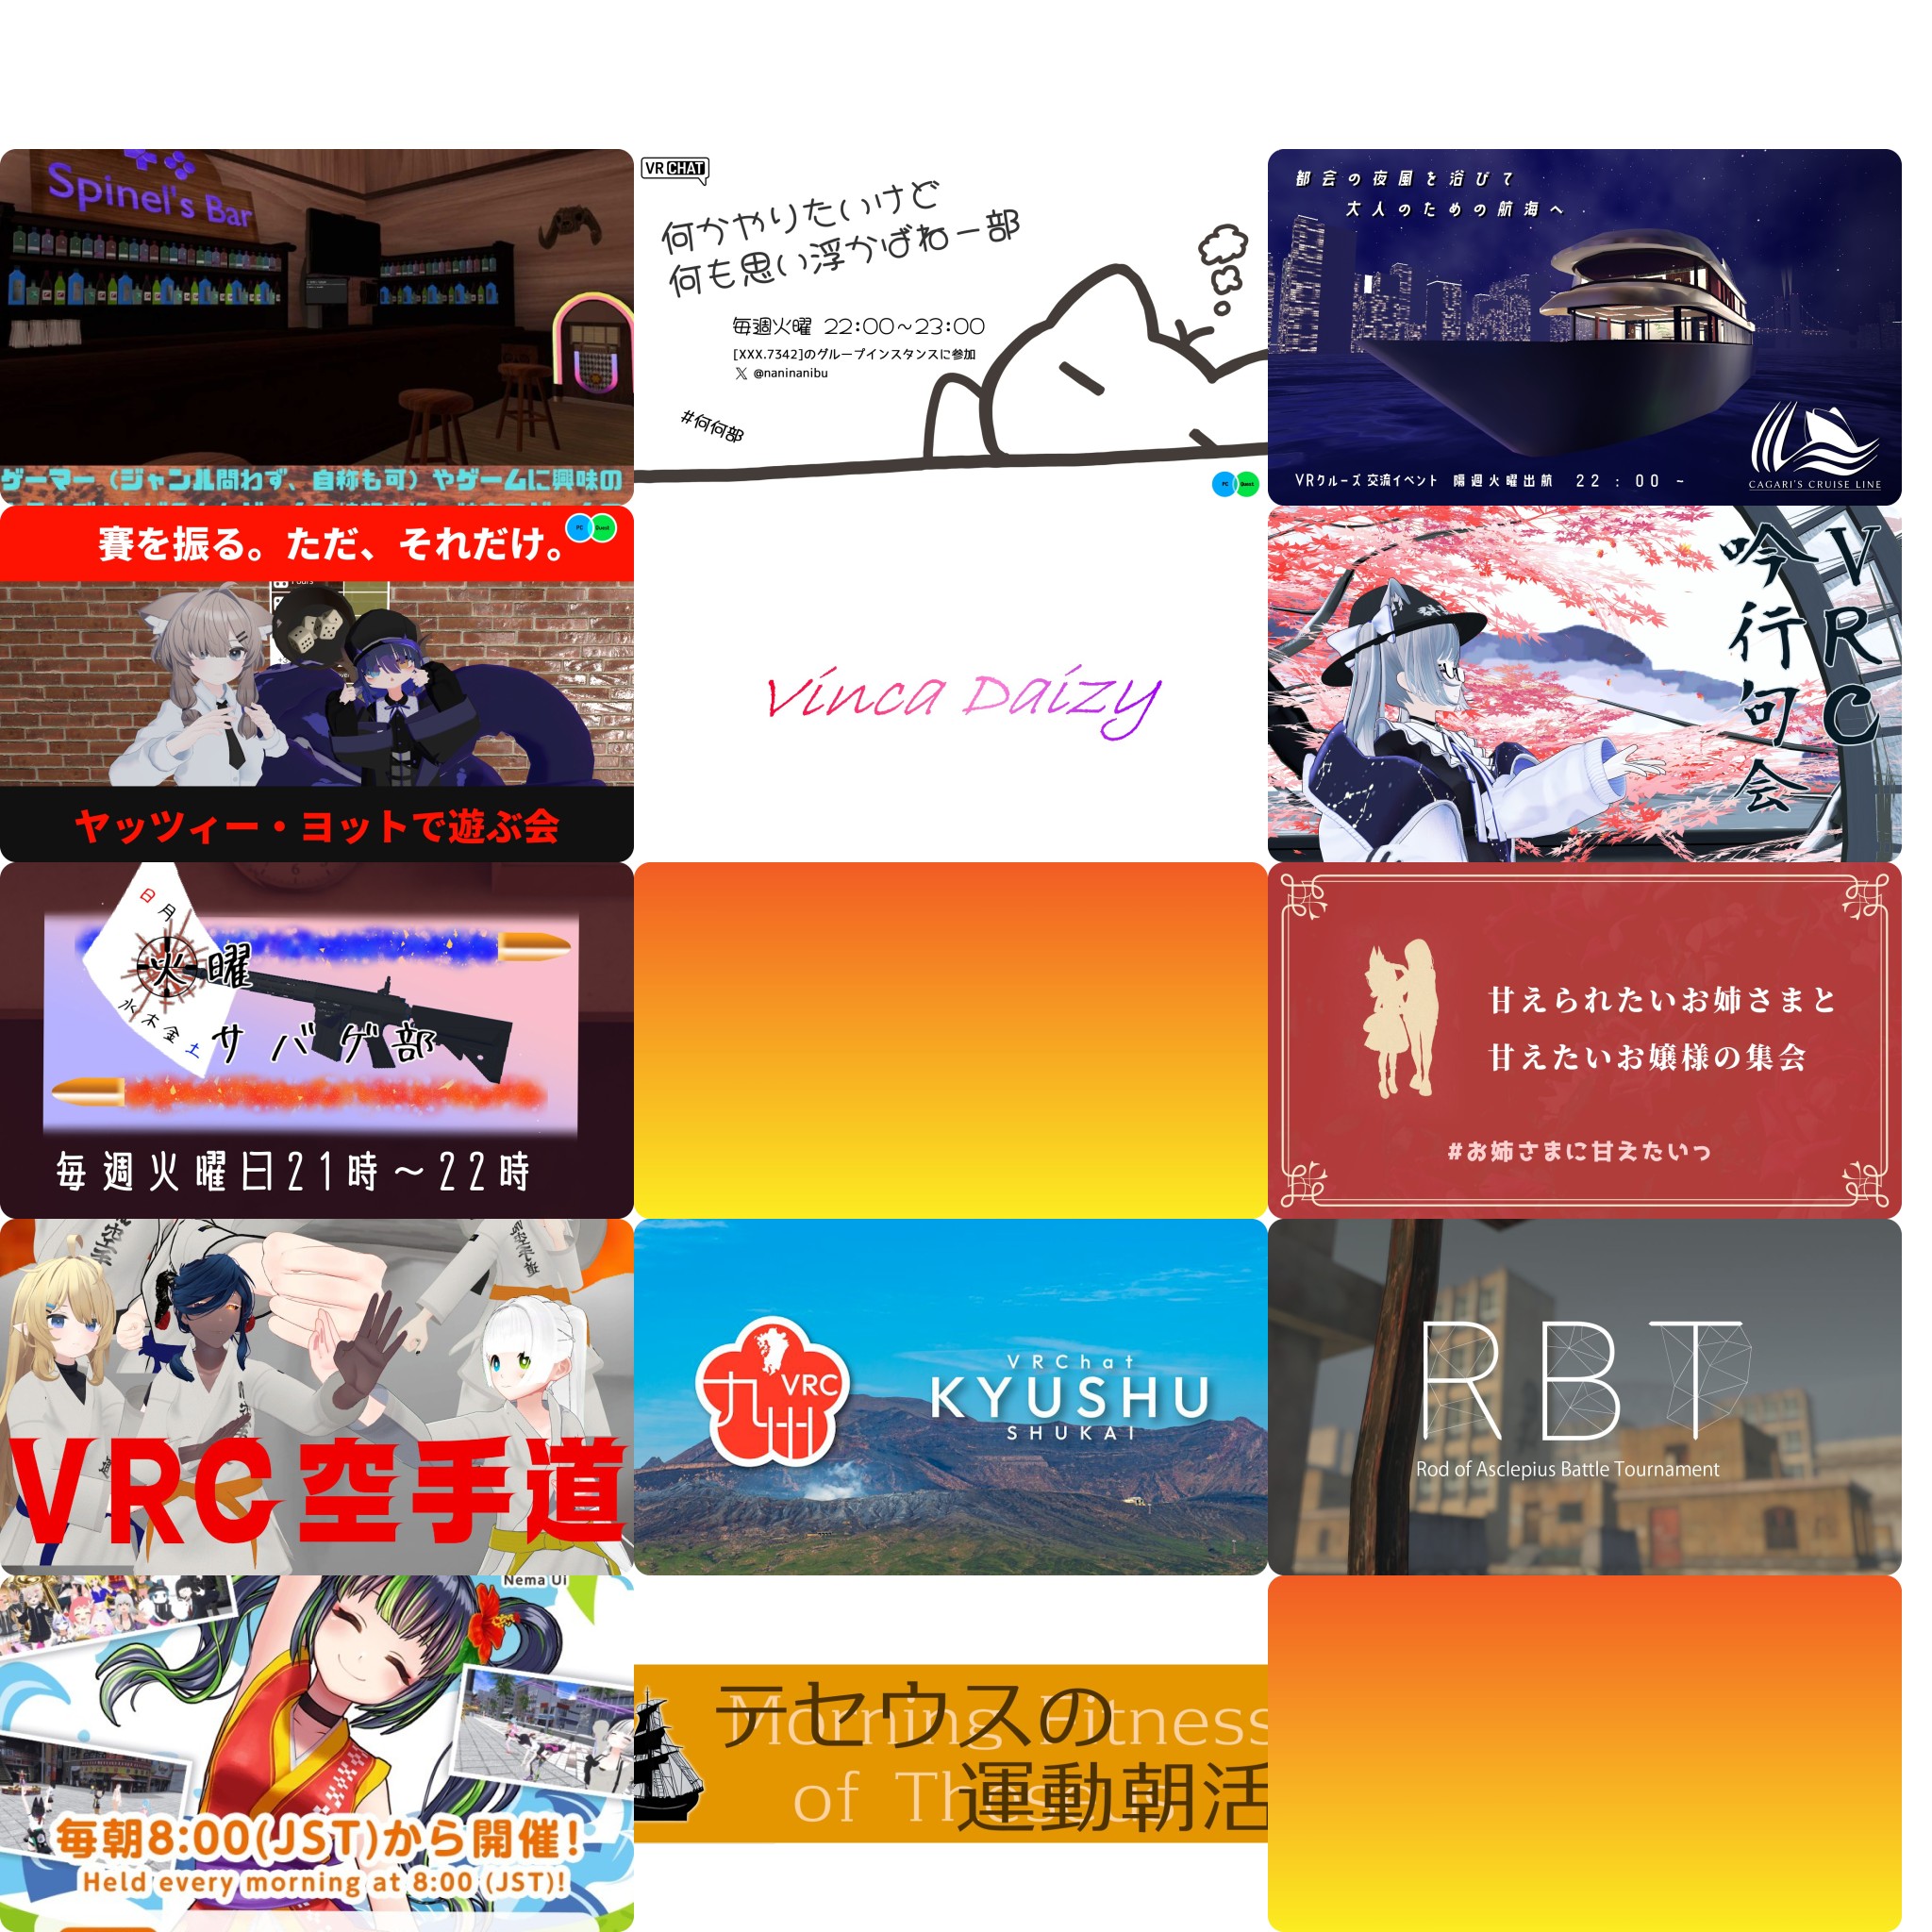 Spinel's Bar
ゲーマー（ジャンル問わず、自称も可）やゲームに興味の
VRCHAT
何かやりたいけど
何も思い浮かばねー部
毎週火曜 22:00～23:00
[XXX.7342]のグループインスタンスに参加
@naninanibu
#何何部
PC Quest
都会の夜風を浴びて
大人のための航海へ
CAGARI'S CRUISE LINE
VRクルーズ 交流イベント 隔週火曜出航 22:00 ~
賽を振る。ただ、それだけ。
PC Quest
ヤッツィー・ヨットで遊ぶ会
Vinca Daizy
VRC
吟行句会
日月
火曜
水木金土
サバゲ部
毎週火曜日21時～22時
甘えられたいお姉さまと
甘えたいお嬢様の集会
#お姉さまに甘えたいっ
VRC空手道
九州
VRC
VRChat
KYUSHU
SHUKAI
RBT
Rod of Asclepius Battle Tournament
Nema Ui
毎朝8:00(JST)から開催！
Held every morning at 8:00 (JST)!
テセウスの
Morning Fitness
運動朝活
of Theseus